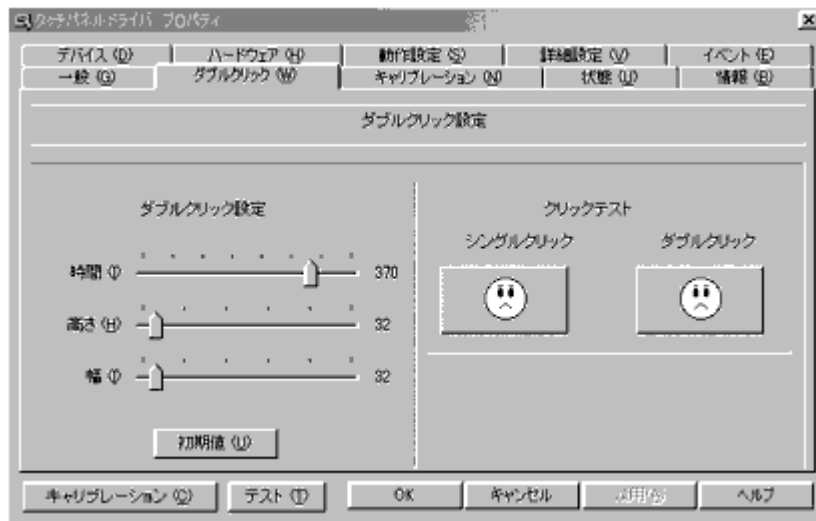 タッチパネルドライバ プロパティ
デバイス (D) ハードウェア (H) 動作設定 (S) 詳細設定 (V) イベント (E)
一般 (G) ダブルクリック (W) キャリブレーション (N) 状態 (U) 情報 (R)
ダブルクリック設定
ダブルクリック設定
クリックテスト
シングルクリック ダブルクリック
時間 (I) 370
高さ (H) 32
幅 (I) 32
初期値 (U)
キャリブレーション (C) テスト (T) OK キャンセル 適用(A) ヘルプ